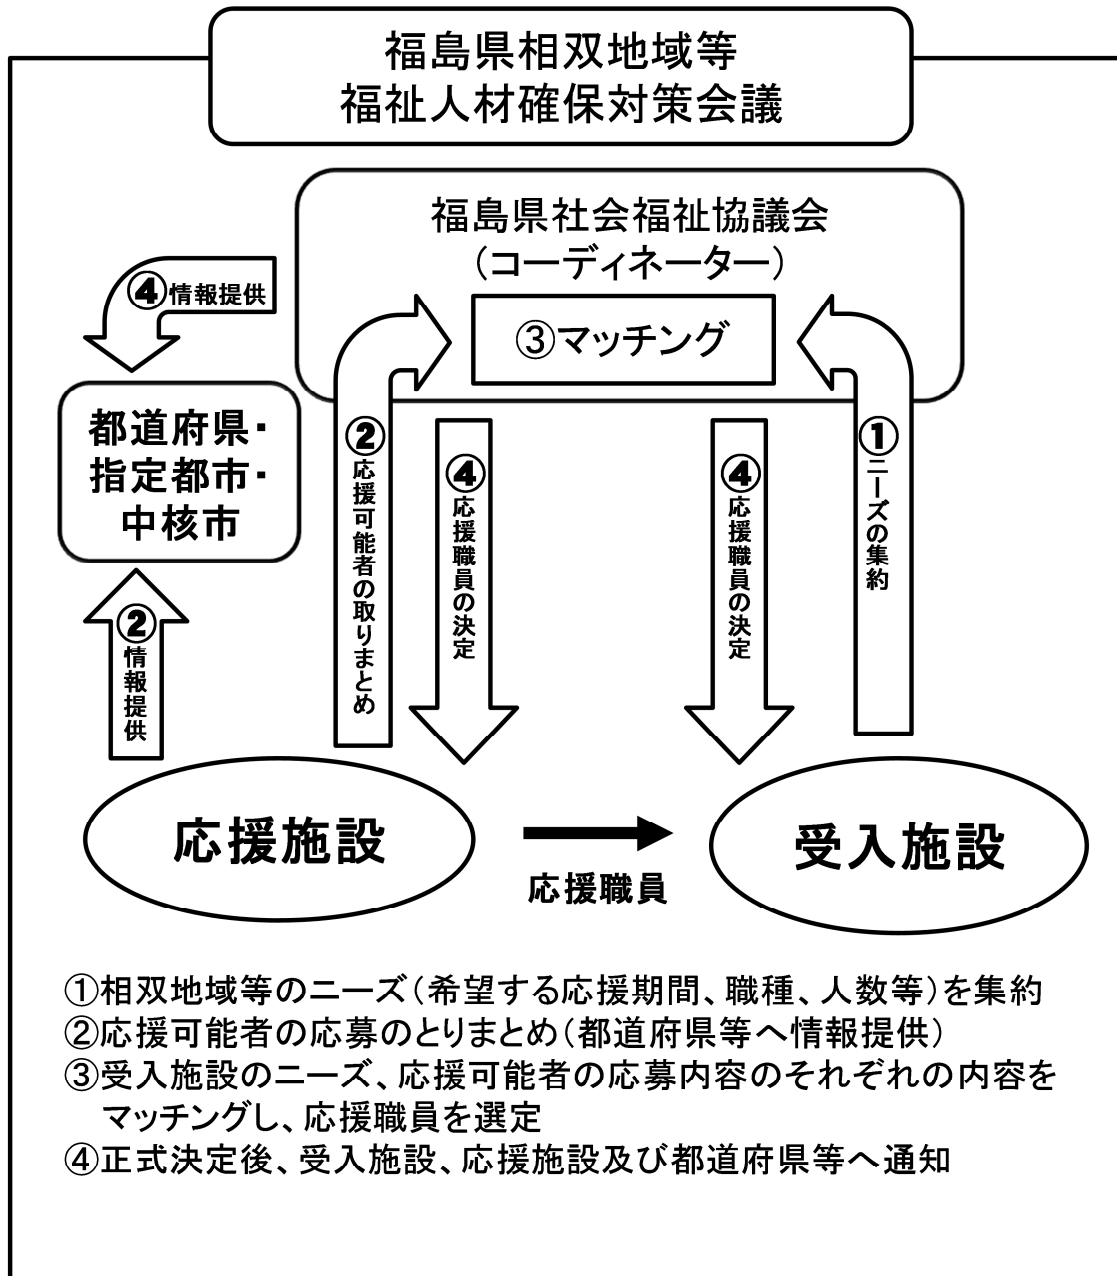 福島県相双地域等
福祉人材確保対策会議
福島県社会福祉協議会
（コーディネーター）
③マッチング
④情報提供
都道府県・
指定都市・
中核市
②情報提供
②応援可能者の取りまとめ
④応援職員の決定
④応援職員の決定
①ニーズの集約
応援施設
応援職員
受入施設
①相双地域等のニーズ（希望する応援期間、職種、人数等）を集約
②応援可能者の応募のとりまとめ（都道府県等へ情報提供）
③受入施設のニーズ、応援可能者の応募内容のそれぞれの内容を
マッチングし、応援職員を選定
④正式決定後、受入施設、応援施設及び都道府県等へ通知